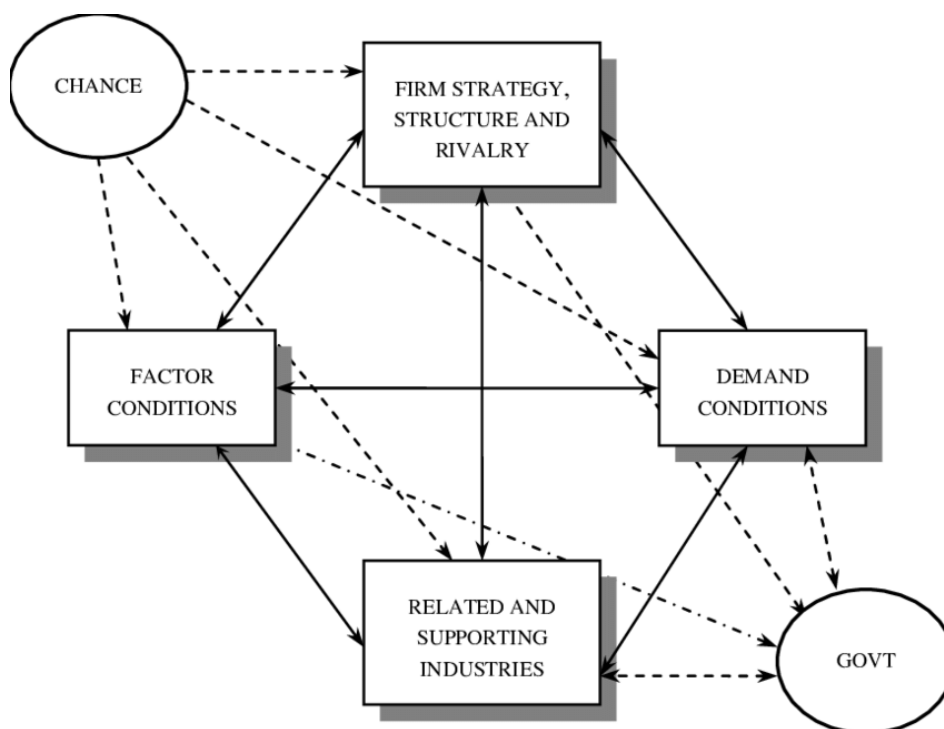 CHANCE
FIRM STRATEGY,
STRUCTURE AND
RIVALRY
FACTOR
CONDITIONS
DEMAND
CONDITIONS
RELATED AND
SUPPORTING
INDUSTRIES
GOVT